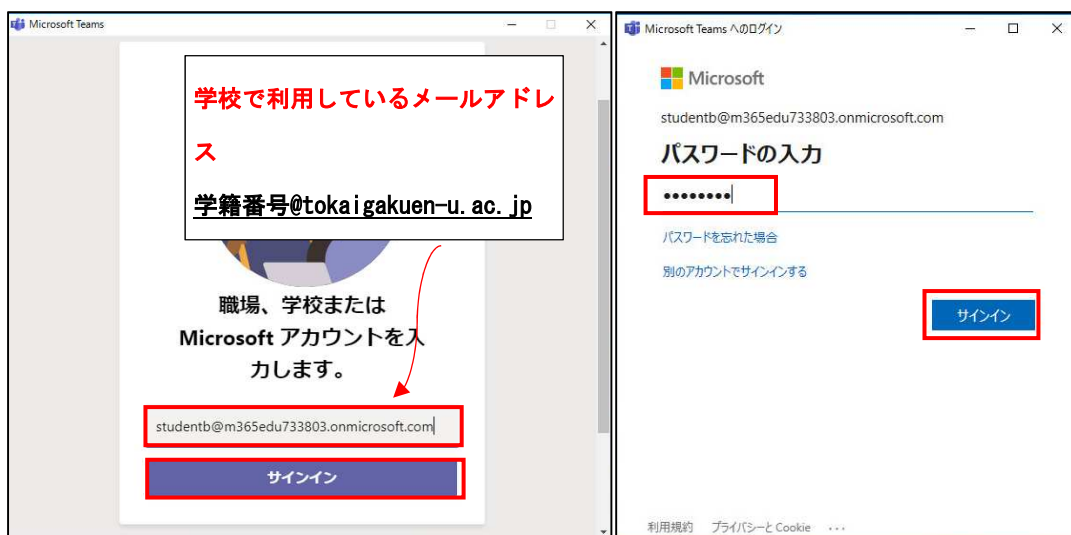 Microsoft Teams
学校で利用しているメールアドレ
ス
学籍番号@tokaigakuen-u.ac.jp
職場、学校または
Microsoft アカウントを入
力します。
studentb@m365edu733803.onmicrosoft.com
サインイン
Microsoft Teams へのログイン
Microsoft
studentb@m365edu733803.onmicrosoft.com
パスワードの入力
••••••••
パスワードを忘れた場合
別のアカウントでサインインする
サインイン
利用規約 プライバシーと Cookie ...